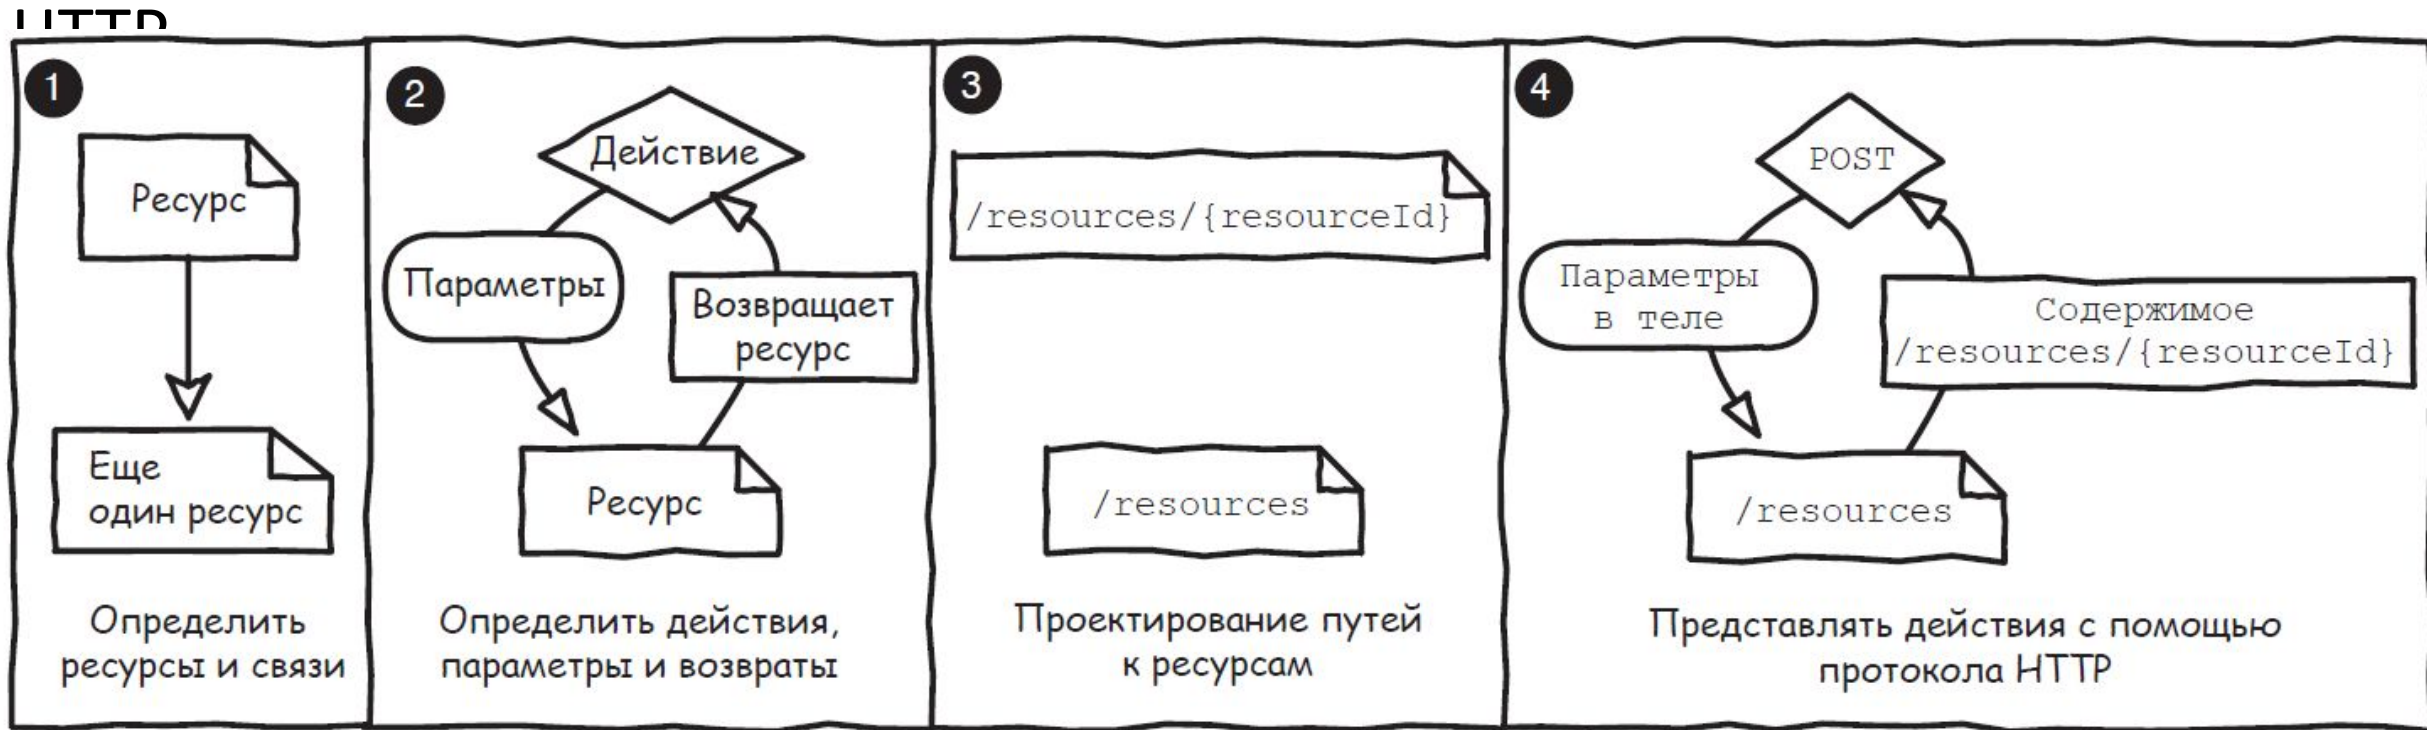 HTTP
1
Ресурс
Еще
один ресурс
Определить
ресурсы и связи
2
Действие
Параметры
Возвращает
ресурс
Ресурс
Определить действия,
параметры и возвраты
3
/resources/{resourceId}
/resources
Проектирование путей
к ресурсам
4
POST
Параметры
в теле
Содержимое
/resources/{resourceId}
/resources
Представлять действия с помощью
протокола HTTP